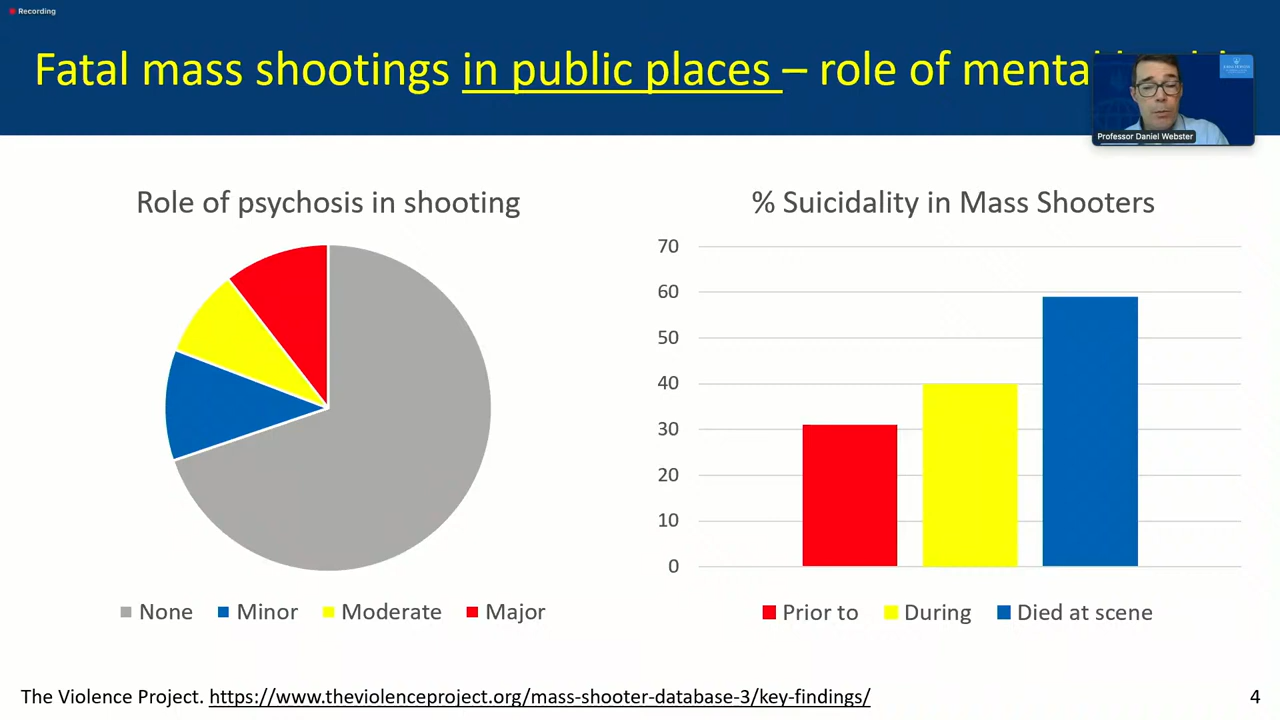 Recording
Fatal mass shootings in public places – role of mental
Professor Daniel Webster
Role of psychosis in shooting
% Suicidality in Mass Shooters
70
60
50
40
30
20
10
0
None Minor Moderate Major
Prior to During Died at scene
The Violence Project. https://www.theviolenceproject.org/mass-shooter-database-3/key-findings/
4